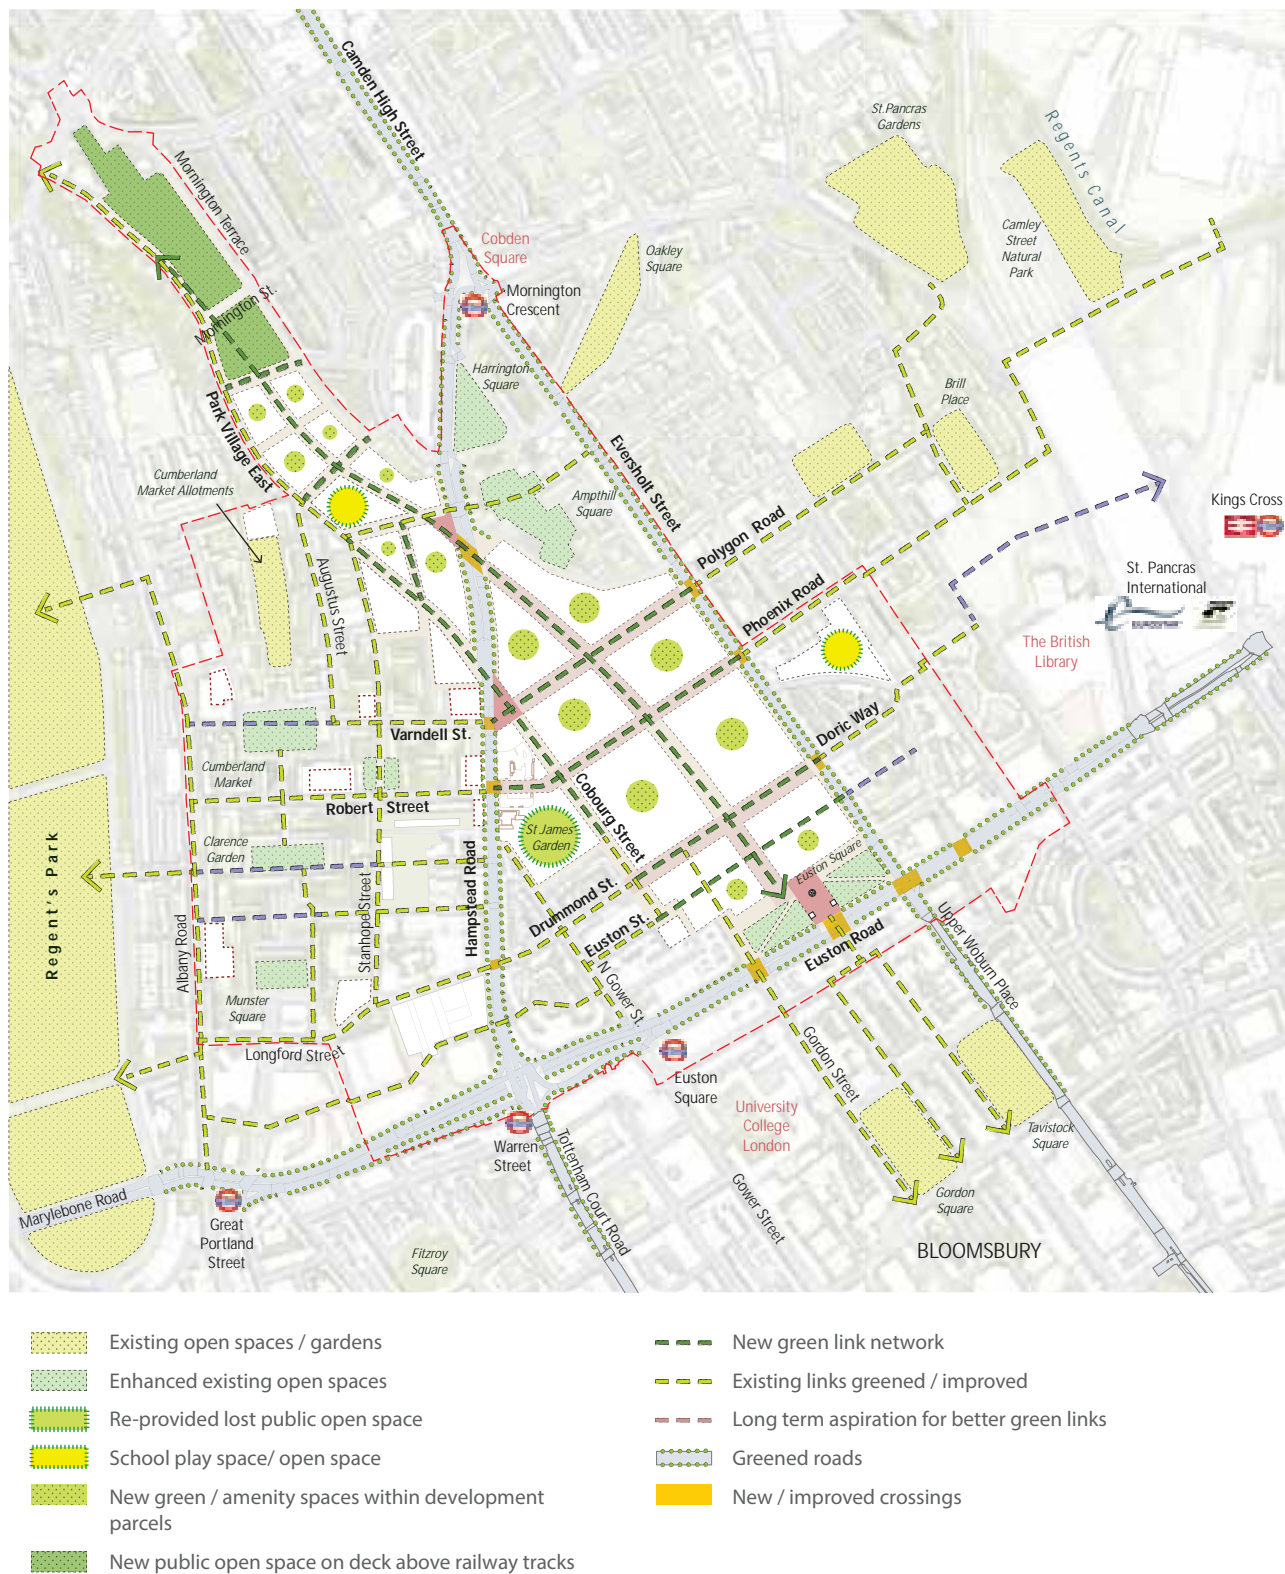 Camden High Street
St.Pancras
Gardens
Regents Canal
Mornington Terrace
Cobden
Square
Oakley
Square
Camley
Street
Natural
Park
Mornington
Crescent
Mornington St.
Harrington
Square
Brill
Place
Park Village East
Eversholt Street
Cumberland
Market Allotments
Ampthill
Square
Kings Cross
Polygon Road
St. Pancras
International
Augustus Street
Phoenix Road
EUROSTAR
The British
Library
Varndell St.
Doric Way
Cumberland
Market
Cobourg Street
Robert Street
Clarence
Garden
St James
Garden
Euston Square
Regent's Park
Hampstead Road
Stanhope Street
Drummond St.
Albany Road
Euston St.
Euston Road
Upper Woburn Place
N Gower St.
Munster
Square
Longford Street
Gordon Street
Euston
Square
University
College
London
Tavistock
Square
Warren
Street
Tottenham Court Road
Gower Street
Gordon
Square
Marylebone Road
Great
Portland
Street
Fitzroy
Square
BLOOMSBURY
Existing open spaces / gardens
Enhanced existing open spaces
Re-provided lost public open space
School play space/ open space
New green / amenity spaces within development
parcels
New public open space on deck above railway tracks
New green link network
Existing links greened / improved
Long term aspiration for better green links
Greened roads
New / improved crossings